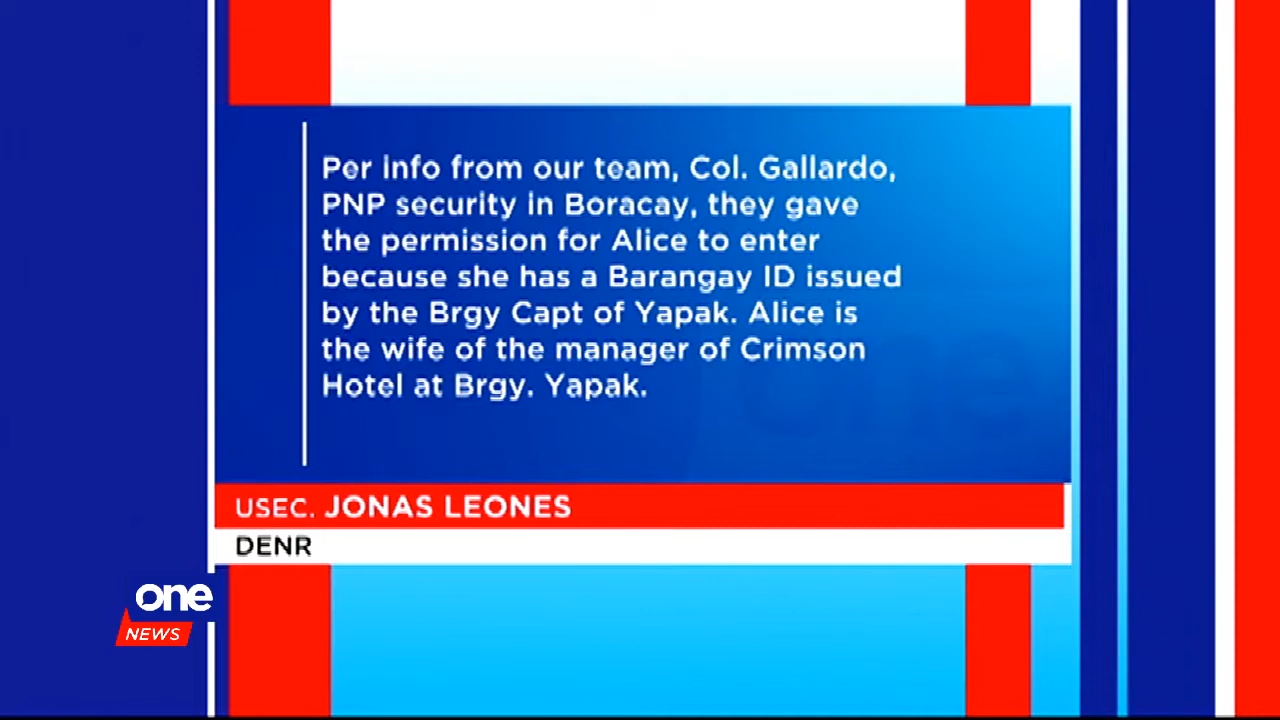 Per info from our team, Col. Gallardo,
PNP security in Boracay, they gave
the permission for Alice to enter
because she has a Barangay ID issued
by the Brgy Capt of Yapak. Alice is
the wife of the manager of Crimson
Hotel at Brgy. Yapak.
USEC. JONAS LEONES
DENR
one
NEWS